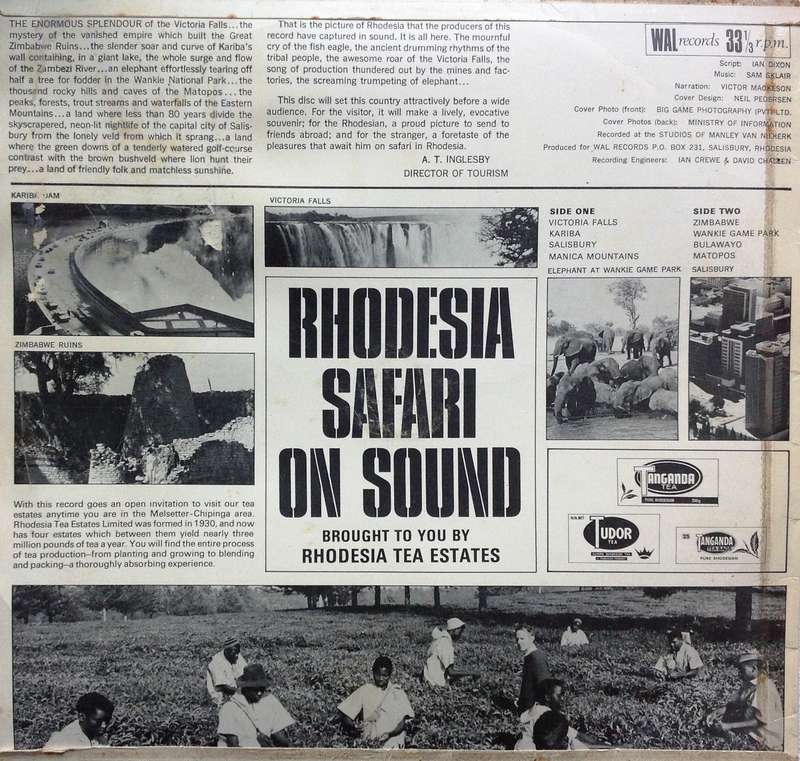 THE ENORMOUS SPLENDOUR of the Victoria Falls...the
mystery of the vanished empire which built the Great
Zimbabwe Ruins...the slender soar and curve of Kariba's
wall containing, in a giant lake, the whole surge and flow
of the Zambezi River...an elephant effortlessly tearing off
half a tree for fodder in the Wankie National Park...the
thousand rocky hills and caves of the Matopos...the
peaks, forests, trout streams and waterfalls of the Eastern
Mountains...a land where less than 80 years divide the
skyscrapered, neon-lit nightlife of the capital city of Salis-
bury from the lonely veld from which it sprang...a land
where the green downs of a tenderly watered golf-course
contrast with the brown bushveld where lion hunt their
prey...a land of friendly folk and matchless sunshine.
That is the picture of Rhodesia that the producers of this
record have captured in sound. It is all here. The mournful
cry of the fish eagle, the ancient drumming rhythms of the
tribal people, the awesome roar of the Victoria Falls, the
song of production thundered out by the mines and fac-
tories, the screaming trumpeting of elephant...
This disc will set this country attractively before a wide
audience. For the visitor, it will make a lively, evocative
souvenir; for the Rhodesian, a proud picture to send to
friends abroad; and for the stranger, a foretaste of the
pleasures that await him on safari in Rhodesia.
A. T. INGLESBY
DIRECTOR OF TOURISM
WAL records 33 1/3 r.p.m.
Script: IAN DIXON
Music: SAM SKLAIR
Narration: VICTOR MACKESON
Cover Design: NEIL PEDERSEN
Cover Photo (front): BIG GAME PHOTOGRAPHY (PVT) LTD.
Cover Photos (back): MINISTRY OF INFORMATION
Recorded at the STUDIOS OF MANLEY VAN NIEKERK
Produced for WAL RECORDS P.O. BOX 231, SALISBURY, RHODESIA
Recording Engineers: IAN CREWE & DAVID
KARIBA DAM
VICTORIA FALLS
SIDE ONE
VICTORIA FALLS
KARIBA
SALISBURY
MANICA MOUNTAINS
SIDE TWO
ZIMBABWE
WANKIE GAME PARK
BULAWAYO
MATOPOS
ELEPHANT AT WANKIE GAME PARK
SALISBURY
ZIMBABWE RUINS
RHODESIA
SAFARI
ON SOUND
BROUGHT TO YOU BY
RHODESIA TEA ESTATES
With this record goes an open invitation to visit our tea
estates anytime you are in the Melsetter-Chipinga area.
Rhodesia Tea Estates Limited was formed in 1930, and now
has four estates which between them yield nearly three
million pounds of tea a year. You will find the entire process
of tea production—from planting and growing to blending
and packing—a thoroughly absorbing experience.
TANGANDA
TEA
PURE RHODESIAN
TUDOR
TEA
25
TANGANDA
TEA BAGS
PURE RHODESIAN